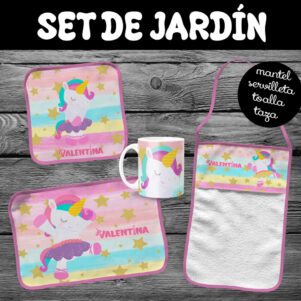 SET DE JARDÍN
mantel
servilleta
toalla
taza
VALENTINA
VALENTINA
VALENTINA